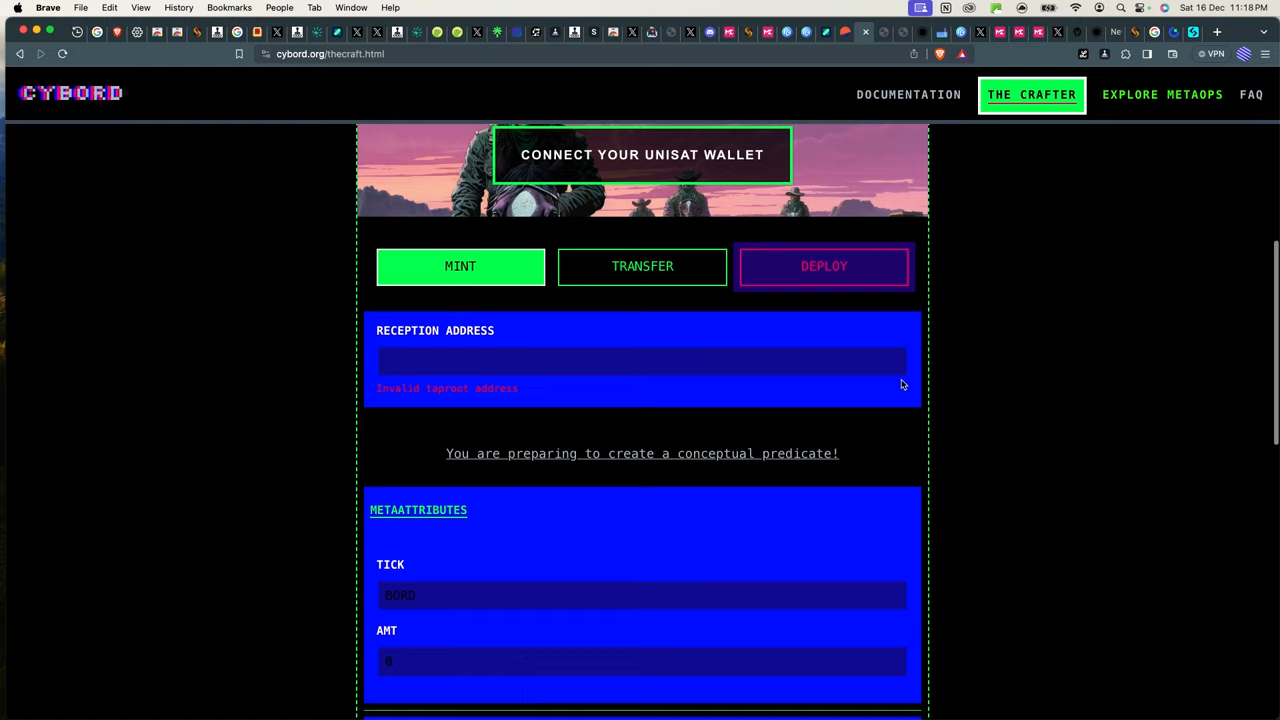 Brave File Edit View History Bookmarks People Tab Window Help Sat 16 Dec 11:18 PM
Ne
cybord.org/thecraft.html VPN
CYBORD DOCUMENTATION THE CRAFTER EXPLORE METAOPS FAQ
CONNECT YOUR UNISAT WALLET
MINT TRANSFER DEPLOY
RECEPTION ADDRESS
Invalid taproot address
You are preparing to create a conceptual predicate!
METAATTRIBUTES
TICK
BORD
AMT
0